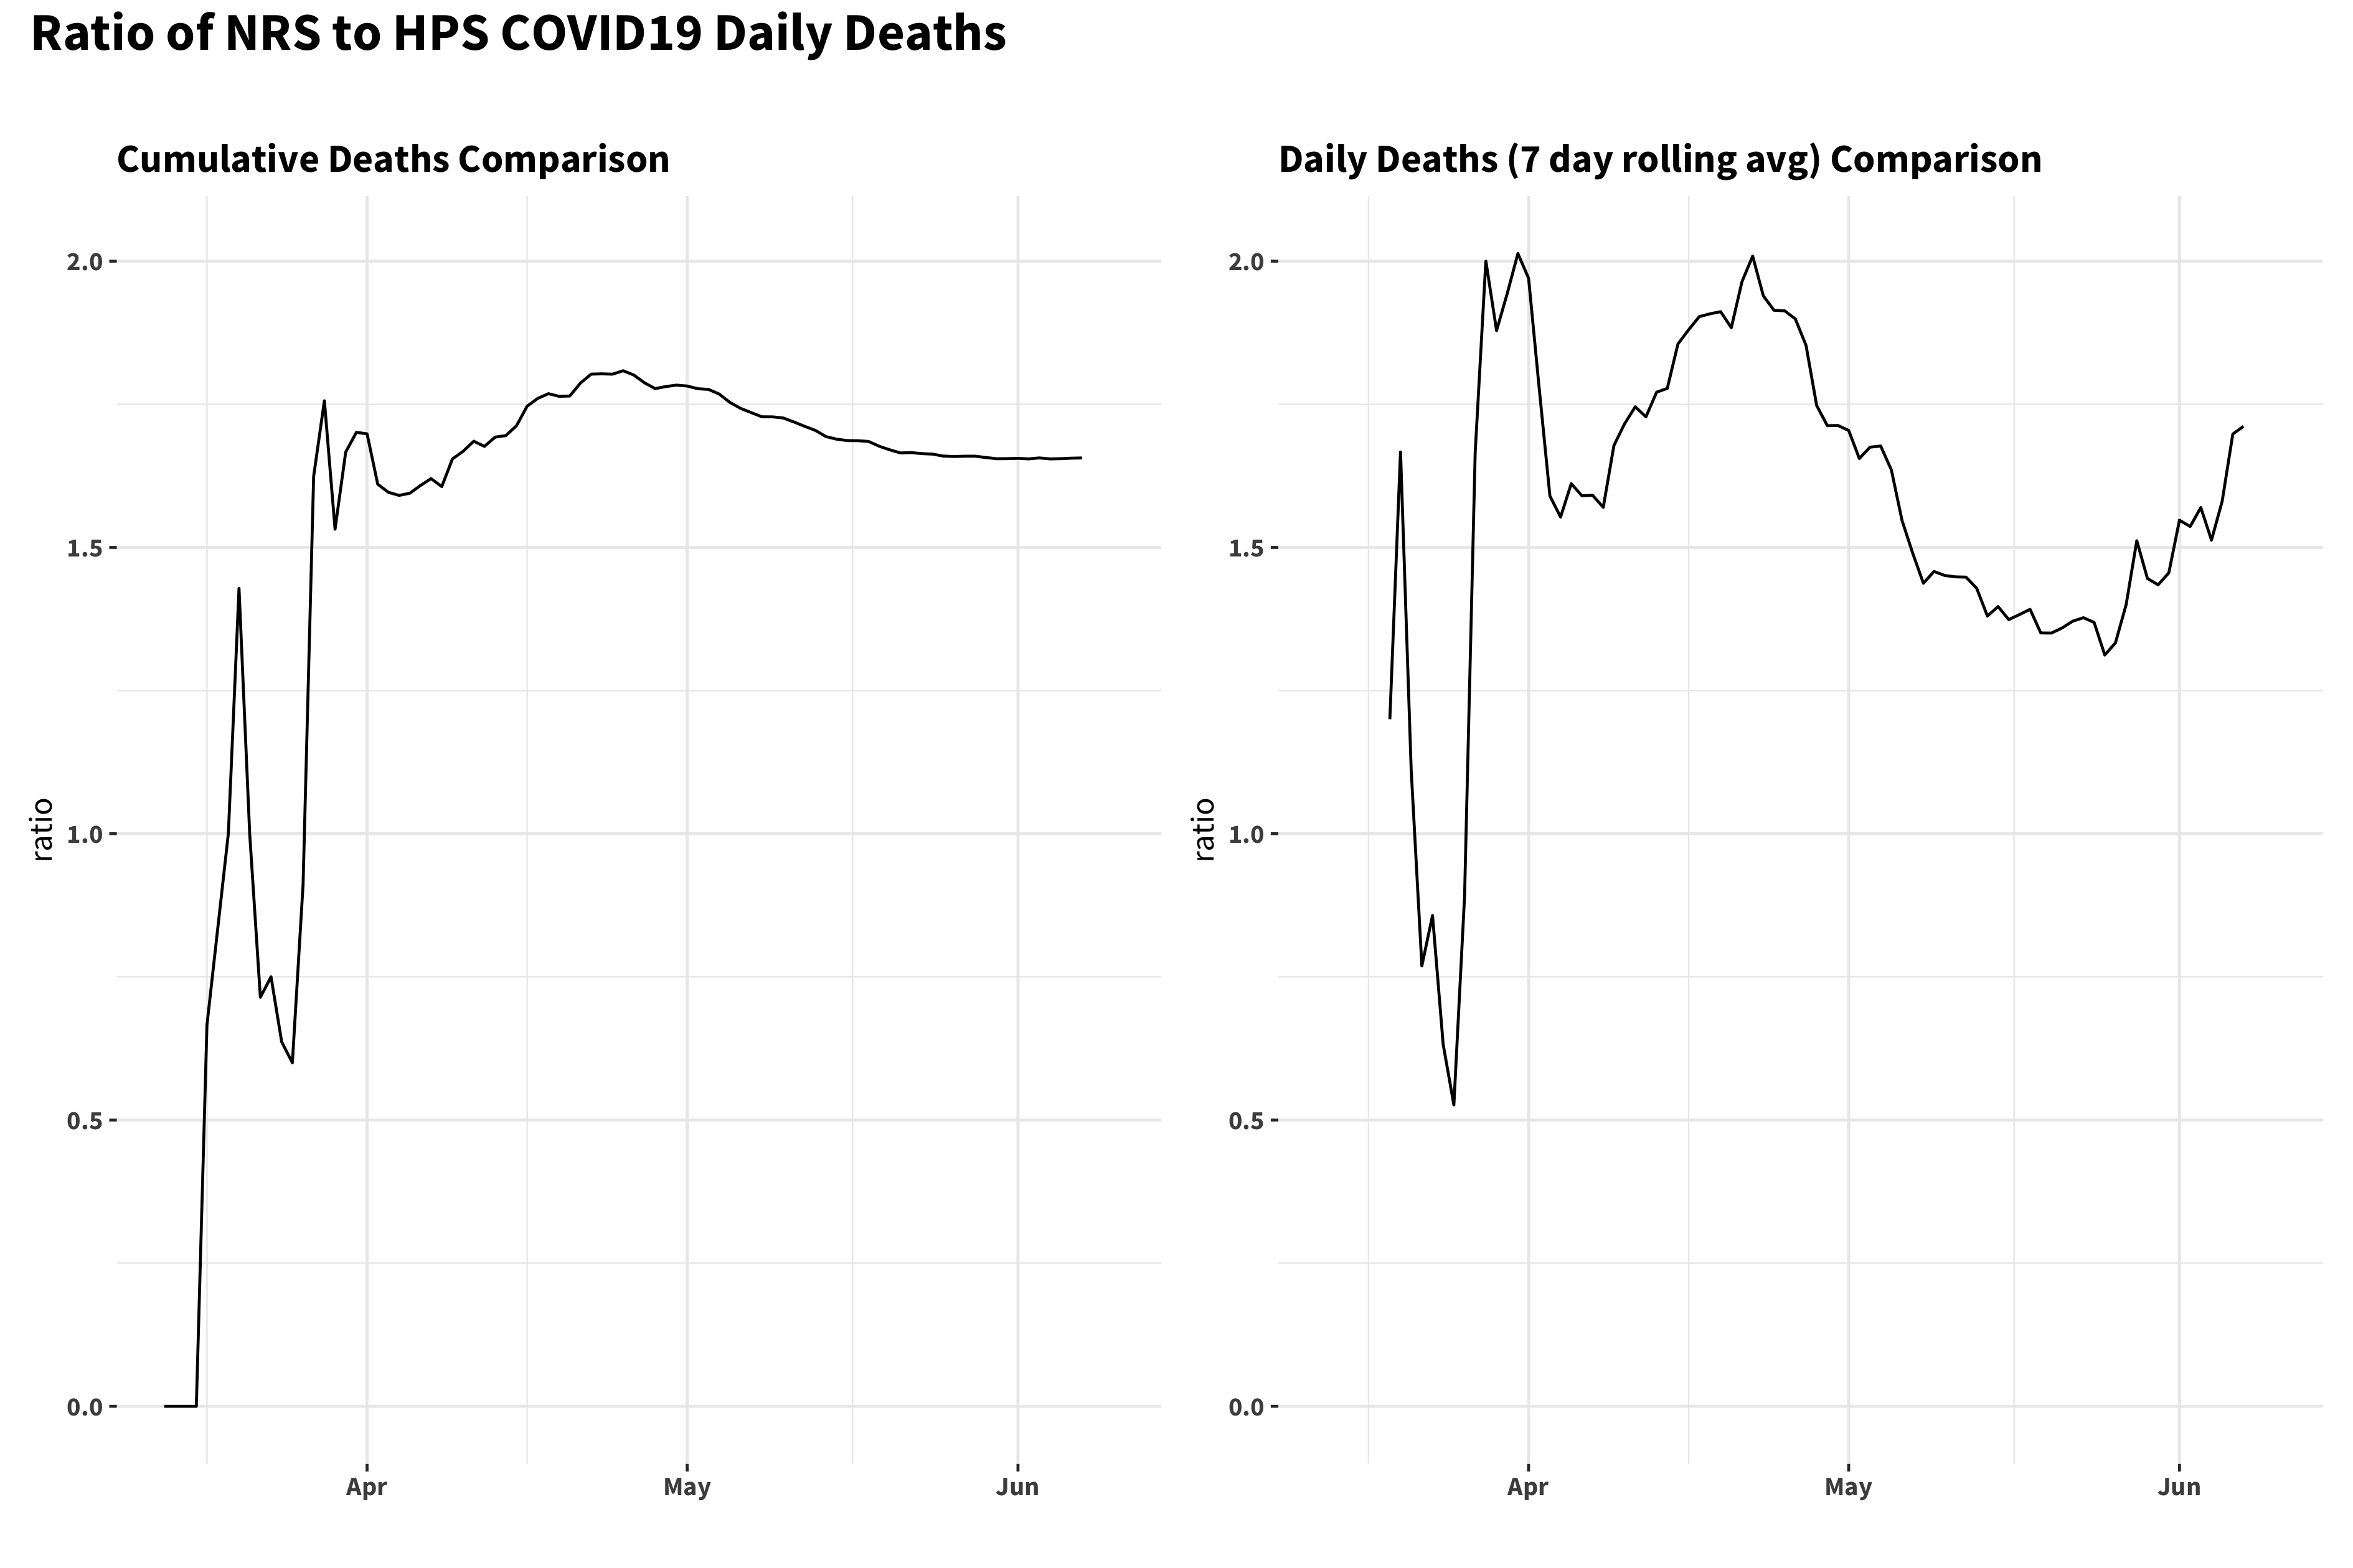 Ratio of NRS to HPS COVID19 Daily Deaths
Cumulative Deaths Comparison
2.0
1.5
1.0
0.5
0.0
ratio
Apr May Jun
Daily Deaths (7 day rolling avg) Comparison
2.0
1.5
1.0
0.5
0.0
ratio
Apr May Jun